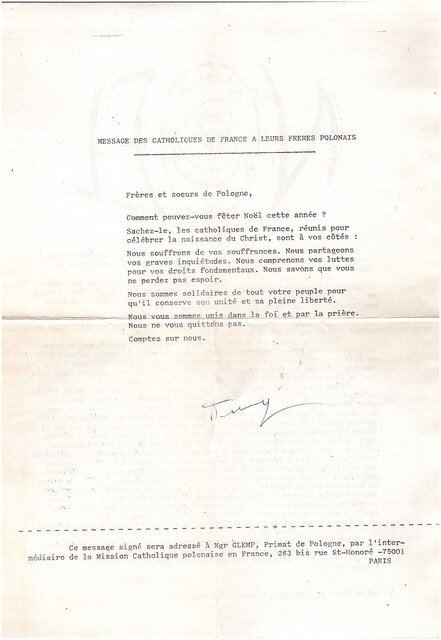 MESSAGE DES CATHOLIQUES DE FRANCE A LEURS FRERES POLONAIS
Frères et soeurs de Pologne,
Comment pouvez-vous fêter Noël cette année ?
Sachez-le, les catholiques de France, réunis pour
célébrer la naissance du Christ, sont à vos côtés :
Nous souffrons de vos souffrances. Nous partageons
vos graves inquiétudes. Nous comprenons vos luttes
pour vos droits fondamentaux. Nous savons que vous
ne perdez pas espoir.
Nous sommes solidaires de tout votre peuple pour
qu'il conserve son unité et sa pleine liberté.
Nous vous sommes unis dans la foi et par la prière.
Nous ne vous quittons pas.
Comptez sur nous.
Ce message signé sera adressé à Mgr GLEMP, Primat de Pologne, par l'inter-
médiaire de la Mission Catholique polonaise en France, 263 bis rue St-Honoré -75001
PARIS